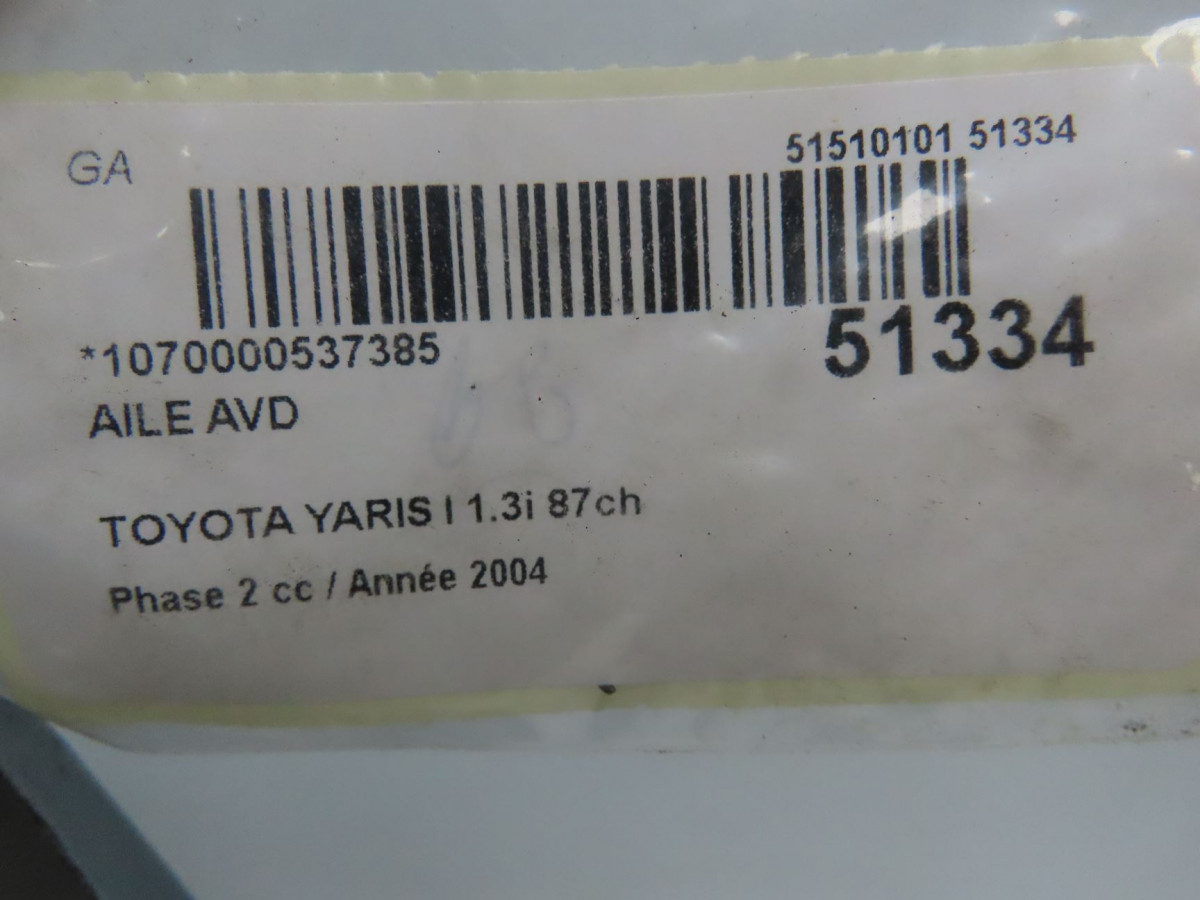 GA
51510101 51334
51334
*1070000537385
AILE AVD
TOYOTA YARIS I 1.3i 87ch
Phase 2 cc / Année 2004